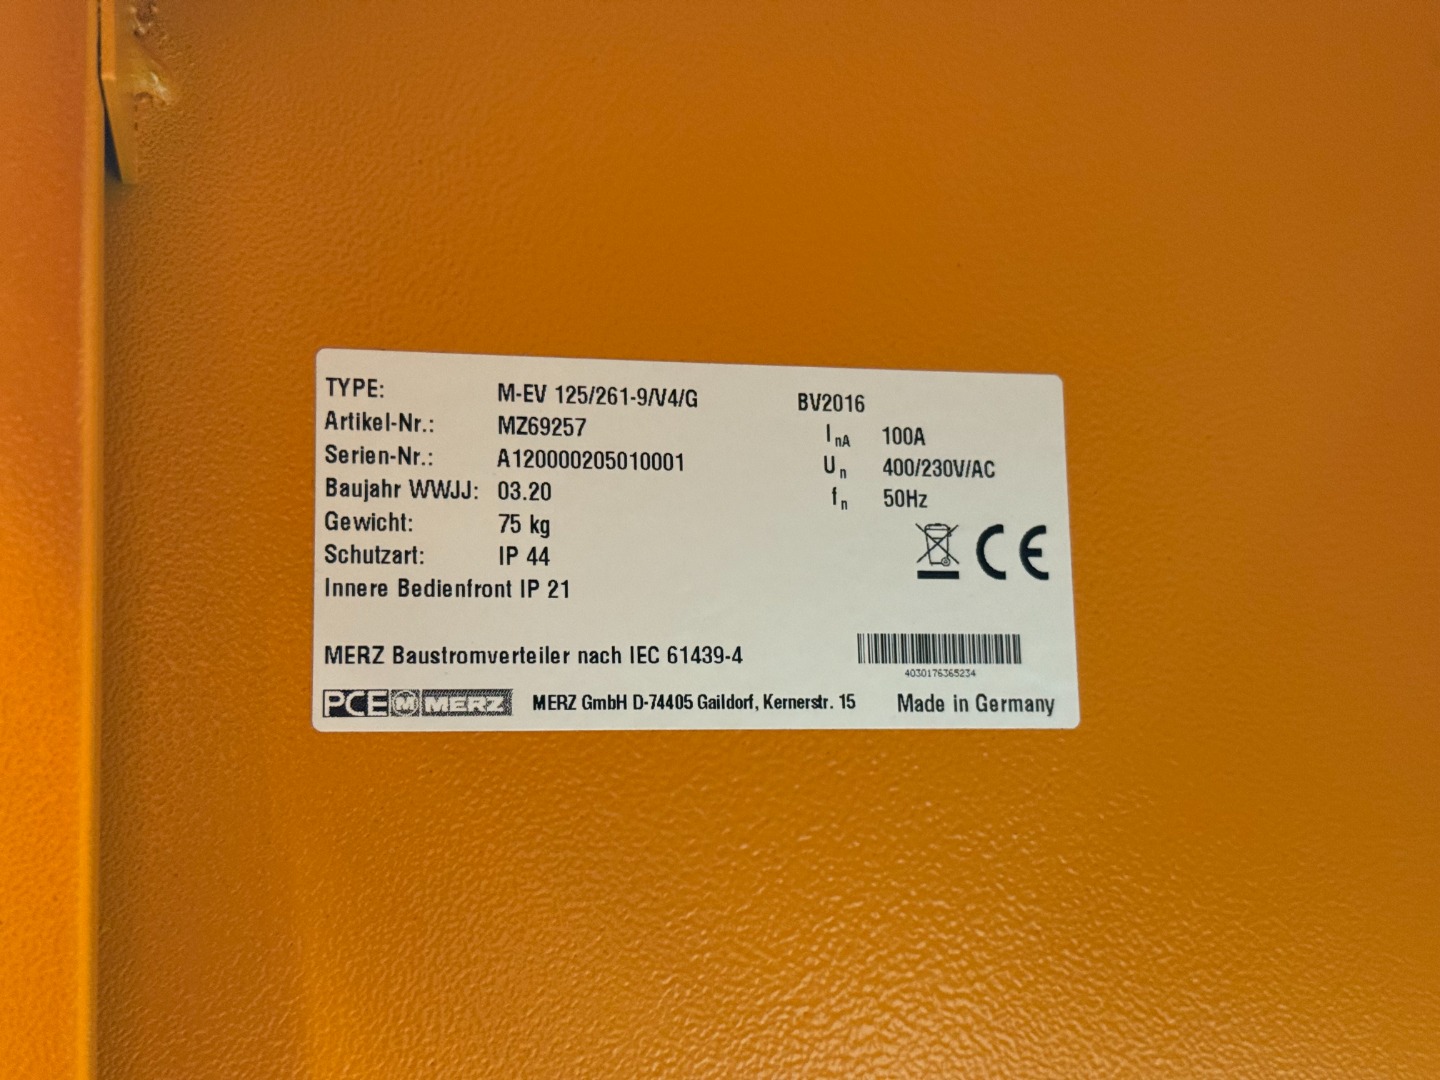 TYPE: M-EV 125/261-9/V4/G BV2016
Artikel-Nr.: MZ69257 InA 100A
Serien-Nr.: A120000205010001 Un 400/230V/AC
Baujahr WWJJ: 03.20 fn 50Hz
Gewicht: 75 kg
Schutzart: IP 44
CE
Innere Bedienfront IP 21
MERZ Baustromverteiler nach IEC 61439-4
4030176365234
PCE M MERZ MERZ GmbH D-74405 Gaildorf, Kernerstr. 15 Made in Germany